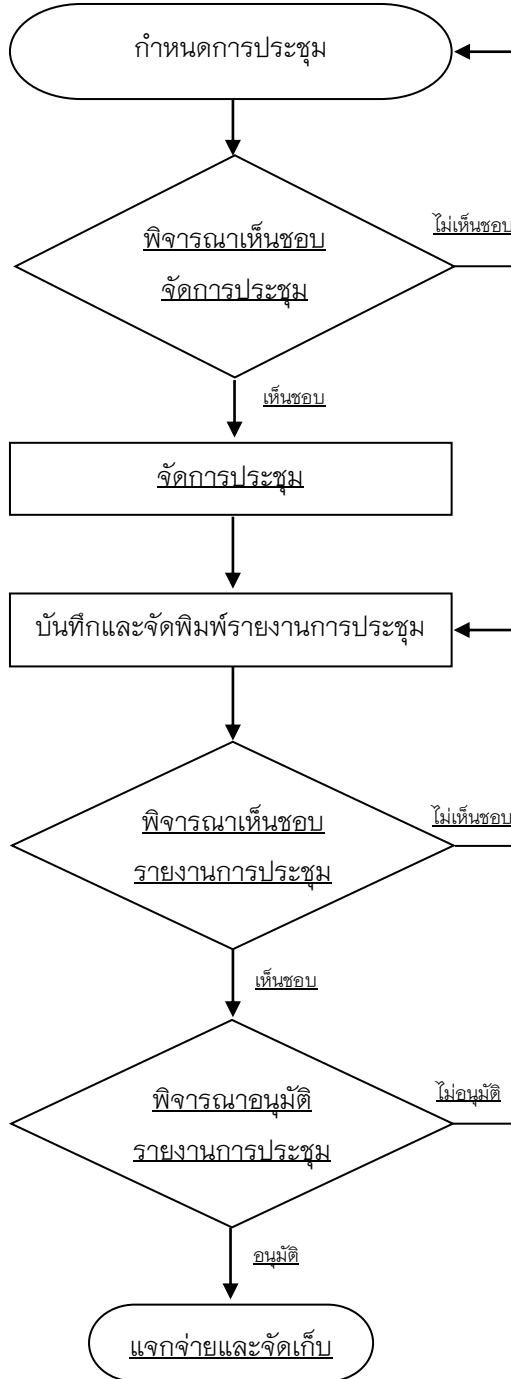 กำหนดการประชุม
พิจารณาเห็นชอบ
จัดการประชุม
ไม่เห็นชอบ
เห็นชอบ
จัดการประชุม
บันทึกและจัดพิมพ์รายงานการประชุม
พิจารณาเห็นชอบ
รายงานการประชุม
ไม่เห็นชอบ
เห็นชอบ
พิจารณาอนุมัติ
รายงานการประชุม
ไม่อนุมัติ
อนุมัติ
แจกจ่ายและจัดเก็บ